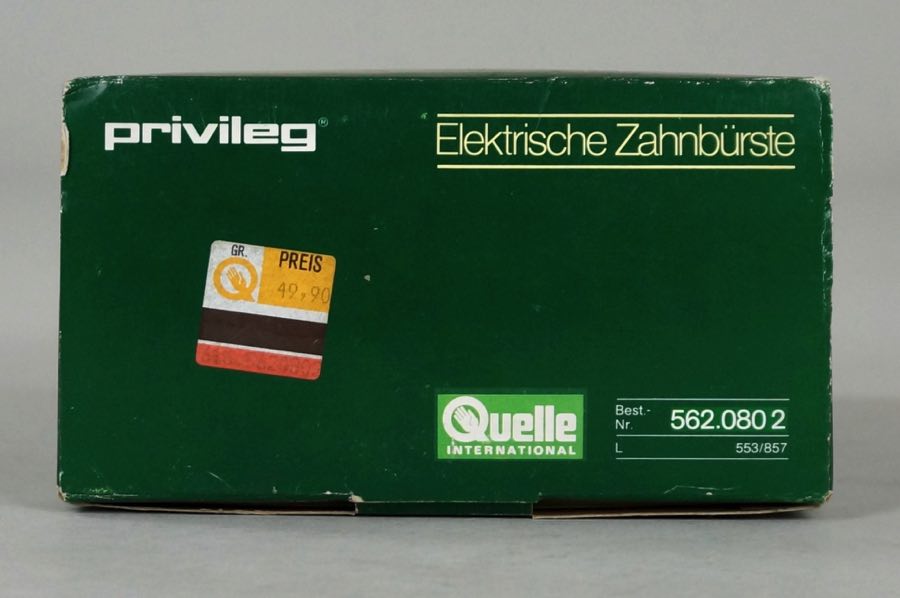 privileg®
Elektrische Zahnbürste
GR.
PREIS
49,90
Quelle
INTERNATIONAL
Best.-
Nr.
562.080 2
L
553/857